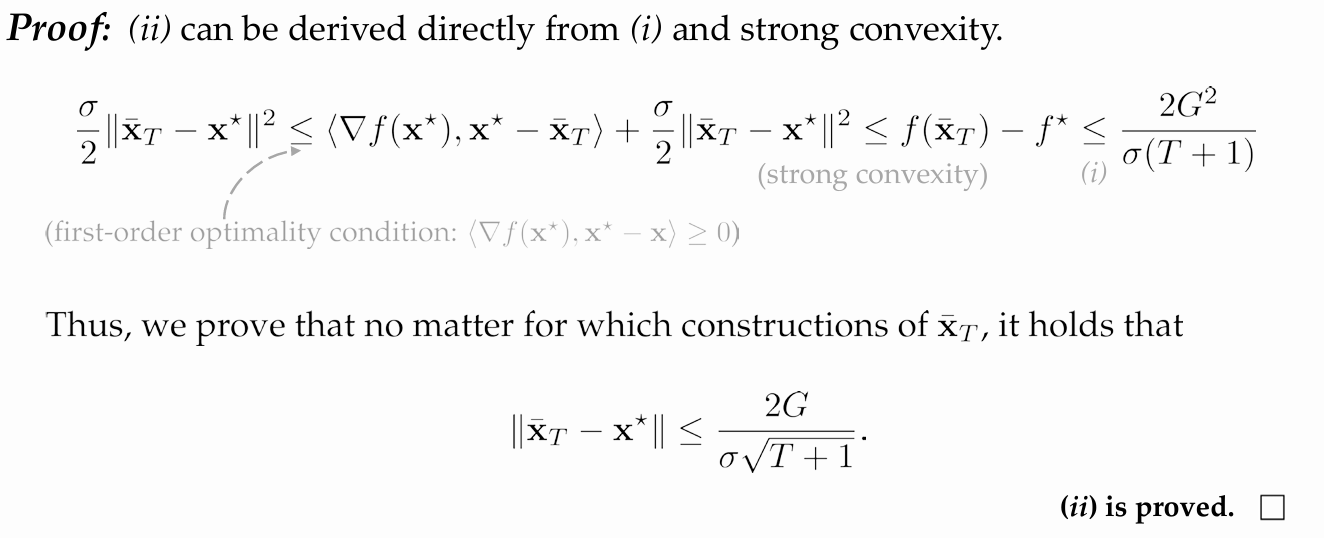 Proof: (ii) can be derived directly from (i) and strong convexity.
$\frac{\sigma}{2}\|\bar{\mathbf{x}}_T - \mathbf{x}^\star\|^2 \leq \langle \nabla f(\mathbf{x}^\star), \mathbf{x}^\star - \bar{\mathbf{x}}_T \rangle + \frac{\sigma}{2}\|\bar{\mathbf{x}}_T - \mathbf{x}^\star\|^2 \leq f(\bar{\mathbf{x}}_T) - f^\star \leq \frac{2G^2}{\sigma(T+1)}$
(strong convexity) (i)
(first-order optimality condition: $\langle \nabla f(\mathbf{x}^\star), \mathbf{x}^\star - \mathbf{x} \rangle \geq 0$)
Thus, we prove that no matter for which constructions of $\bar{\mathbf{x}}_T$, it holds that
$\|\bar{\mathbf{x}}_T - \mathbf{x}^\star\| \leq \frac{2G}{\sigma\sqrt{T+1}}.$
(ii) is proved. □